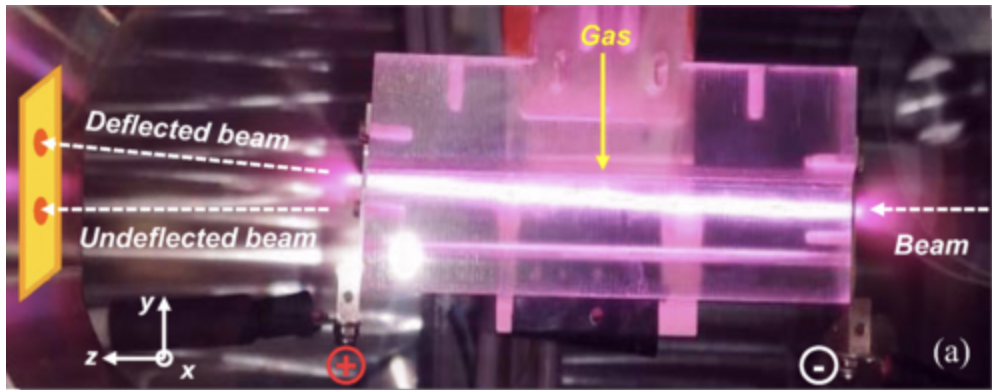 Gas
Deflected beam
Undeflected beam
Beam
y
z
x
+
-
(a)